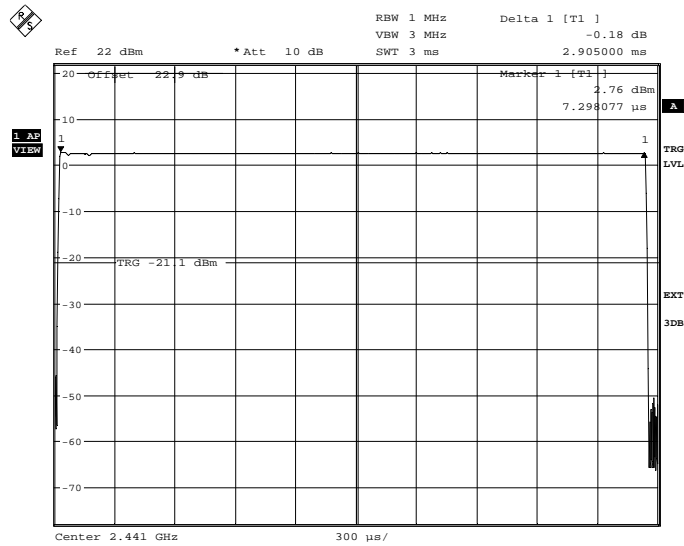 R S
RBW 1 MHz Delta 1 [T1 ]
VBW 3 MHz -0.18 dB
Ref 22 dBm *Att 10 dB SWT 3 ms 2.905000 ms
20 Offset 22.9 dB Marker 1 [T1 ]
2.76 dBm
10 7.298077 µs A
1 AP
1 1
VIEW TRG
0 LVL
-10
-20
TRG -21.1 dBm
-30 EXT
3DB
-40
-50
-60
-70
Center 2.441 GHz 300 µs/